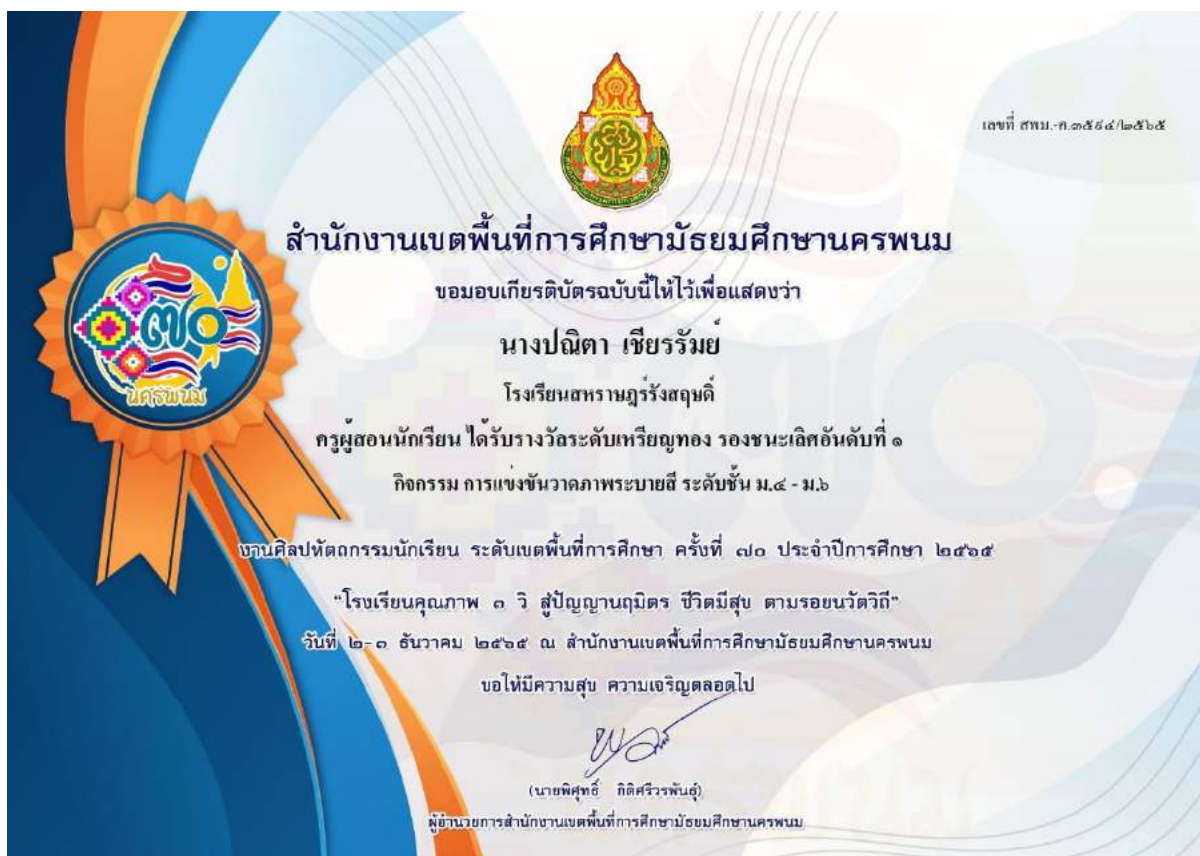 เลขที่ สพม.-ค.๓๕๙๔/๒๕๖๕
สำนักงานเขตพื้นที่การศึกษามัธยมศึกษานครพนม
ขอมอบเกียรติบัตรฉบับนี้ให้ไว้เพื่อแสดงว่า
นางปณิตา เชียรรัมย์
โรงเรียนสหราษฎร์รังสฤษดิ์
ครูผู้สอนนักเรียน ได้รับรางวัลระดับเหรียญทอง รองชนะเลิศอันดับที่ ๑
กิจกรรม การแข่งขันวาดภาพระบายสี ระดับชั้น ม.๔ - ม.๖
๗๐
นครพนม
งานศิลปหัตถกรรมนักเรียน ระดับเขตพื้นที่การศึกษา ครั้งที่ ๗๐ ประจำปีการศึกษา ๒๕๖๕
“โรงเรียนคุณภาพ ๓ วิ สู่ปัญญานฤมิตร ชีวิตมีสุข ตามรอยนวัตวิถี”
วันที่ ๒-๓ ธันวาคม ๒๕๖๕ ณ สำนักงานเขตพื้นที่การศึกษามัธยมศึกษานครพนม
ขอให้มีความสุข ความเจริญตลอดไป
(นายพิศุทธิ์ กิติศรีวรพันธุ์)
ผู้อำนวยการสำนักงานเขตพื้นที่การศึกษามัธยมศึกษานครพนม